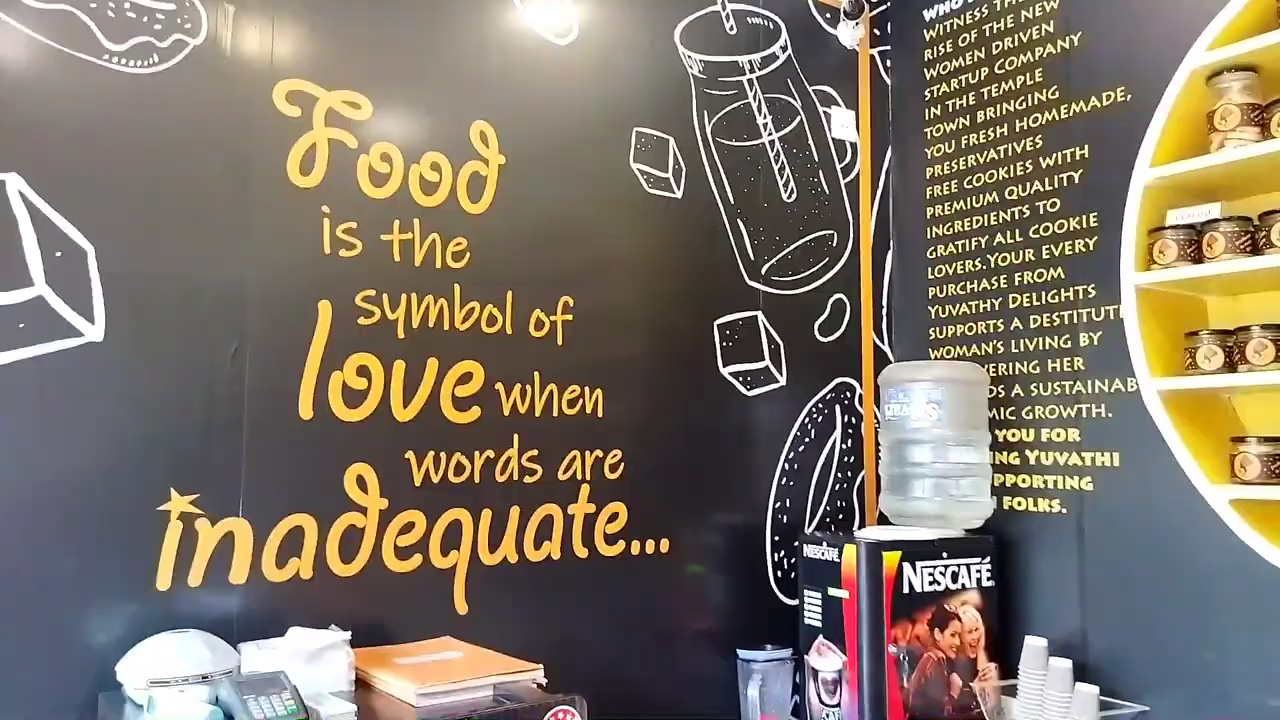 Food
is the
symbol of
love when
words are
inadequate...
WITNESS THE
RISE OF THE NEW
WOMEN DRIVEN
STARTUP COMPANY
IN THE TEMPLE
TOWN BRINGING
YOU FRESH HOMEMADE,
PRESERVATIVES
FREE COOKIES WITH
PREMIUM QUALITY
INGREDIENTS TO
GRATIFY ALL COOKIE
LOVERS.YOUR EVERY
PURCHASE FROM
YUVATHY DELIGHTS
SUPPORTS A DESTITUTE
WOMAN'S LIVING BY
HER
A
GROWTH.
YOU FOR
YUVATHI
FOLKS.
NESCAFÉ.
NESCAFÉ.